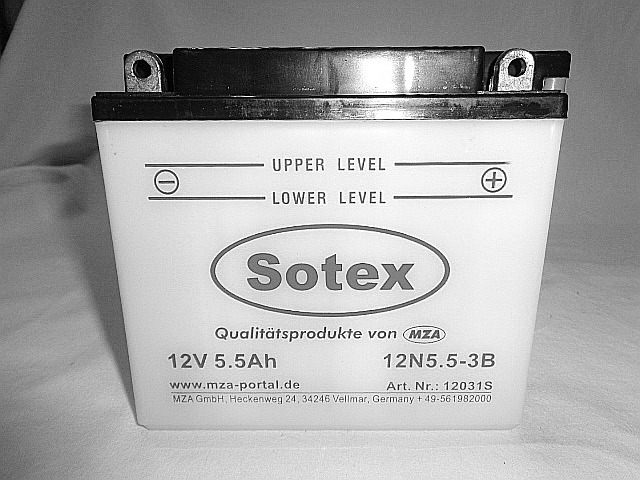 UPPER LEVEL
− +
LOWER LEVEL
Sotex
Qualitätsprodukte von MZA
12V 5.5Ah 12N5.5-3B
www.mza-portal.de Art. Nr.: 12031S
MZA GmbH, Heckenweg 24, 34246 Vellmar, Germany + 49-561982000